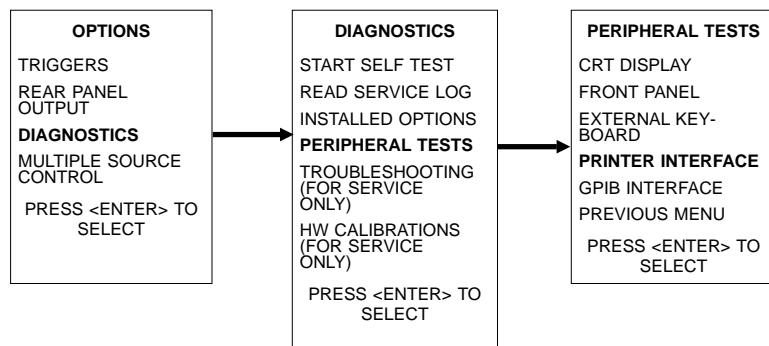 OPTIONS
TRIGGERS
REAR PANEL
OUTPUT
DIAGNOSTICS
MULTIPLE SOURCE
CONTROL
PRESS <ENTER> TO
SELECT
DIAGNOSTICS
START SELF TEST
READ SERVICE LOG
INSTALLED OPTIONS
PERIPHERAL TESTS
TROUBLESHOOTING
(FOR SERVICE
ONLY)
HW CALIBRATIONS
(FOR SERVICE
ONLY)
PRESS <ENTER> TO
SELECT
PERIPHERAL TESTS
CRT DISPLAY
FRONT PANEL
EXTERNAL KEY-
BOARD
PRINTER INTERFACE
GPIB INTERFACE
PREVIOUS MENU
PRESS <ENTER> TO
SELECT